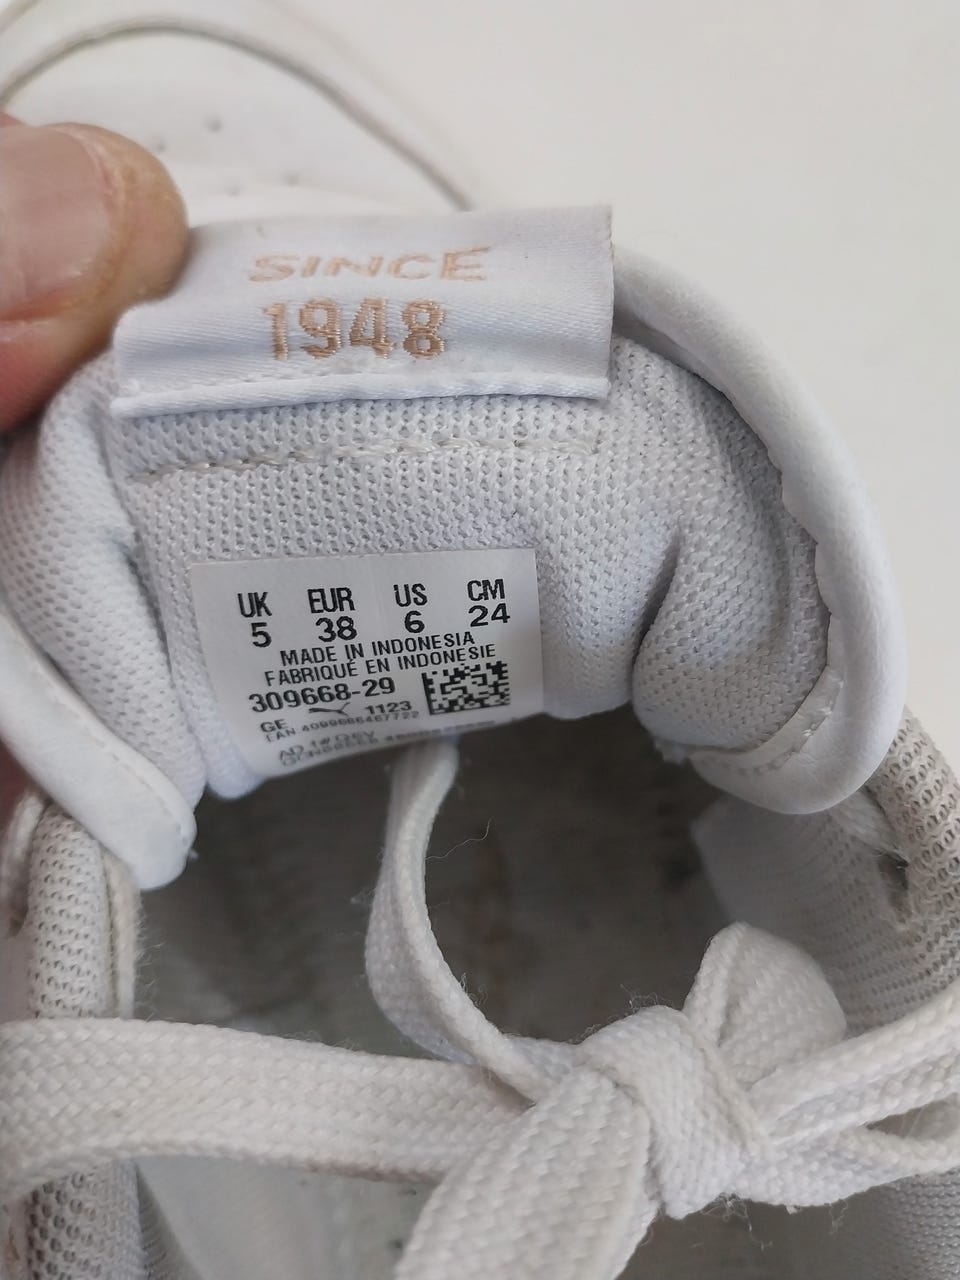 SINCE
1948
UK EUR US CM
5 38 6 24
MADE IN INDONESIA
FABRIQUÉ EN INDONESIE
309668-29
GE 1123
EAN